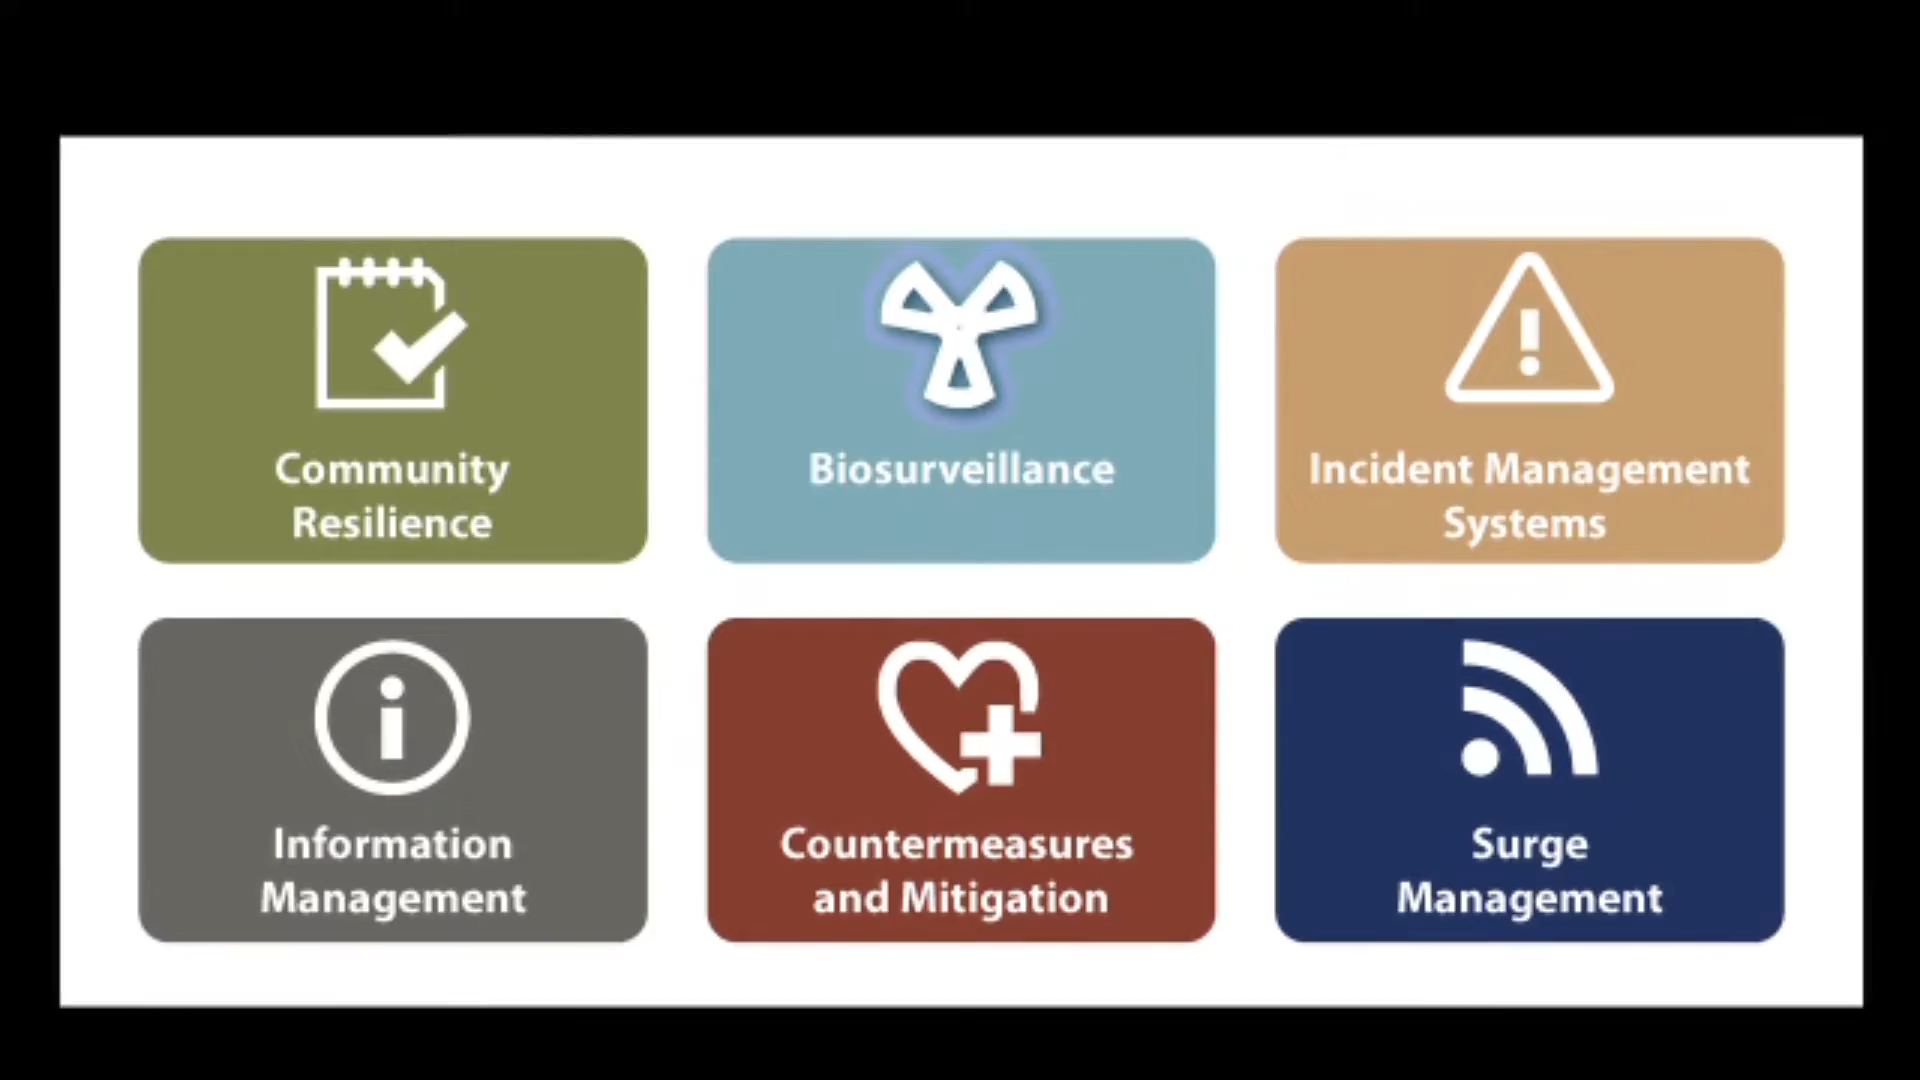 Community
Resilience
Biosurveillance
Incident Management
Systems
Information
Management
Countermeasures
and Mitigation
Surge
Management